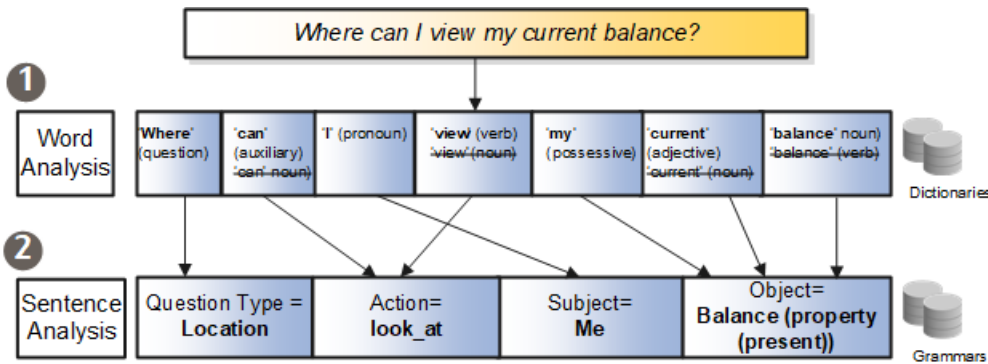 Where can I view my current balance?
1
Word
Analysis
"Where"
(question)
"can"
(auxiliary)
"can" noun)
"I" (pronoun)
"view" (verb)
"view" (noun)
"my"
(possessive)
"current"
(adjective)
"current" (noun)
"balance" noun)
"balance" (verb)
Dictionaries
2
Sentence
Analysis
Question Type =
Location
Action=
look_at
Subject=
Me
Object=
Balance (property
(present))
Grammars